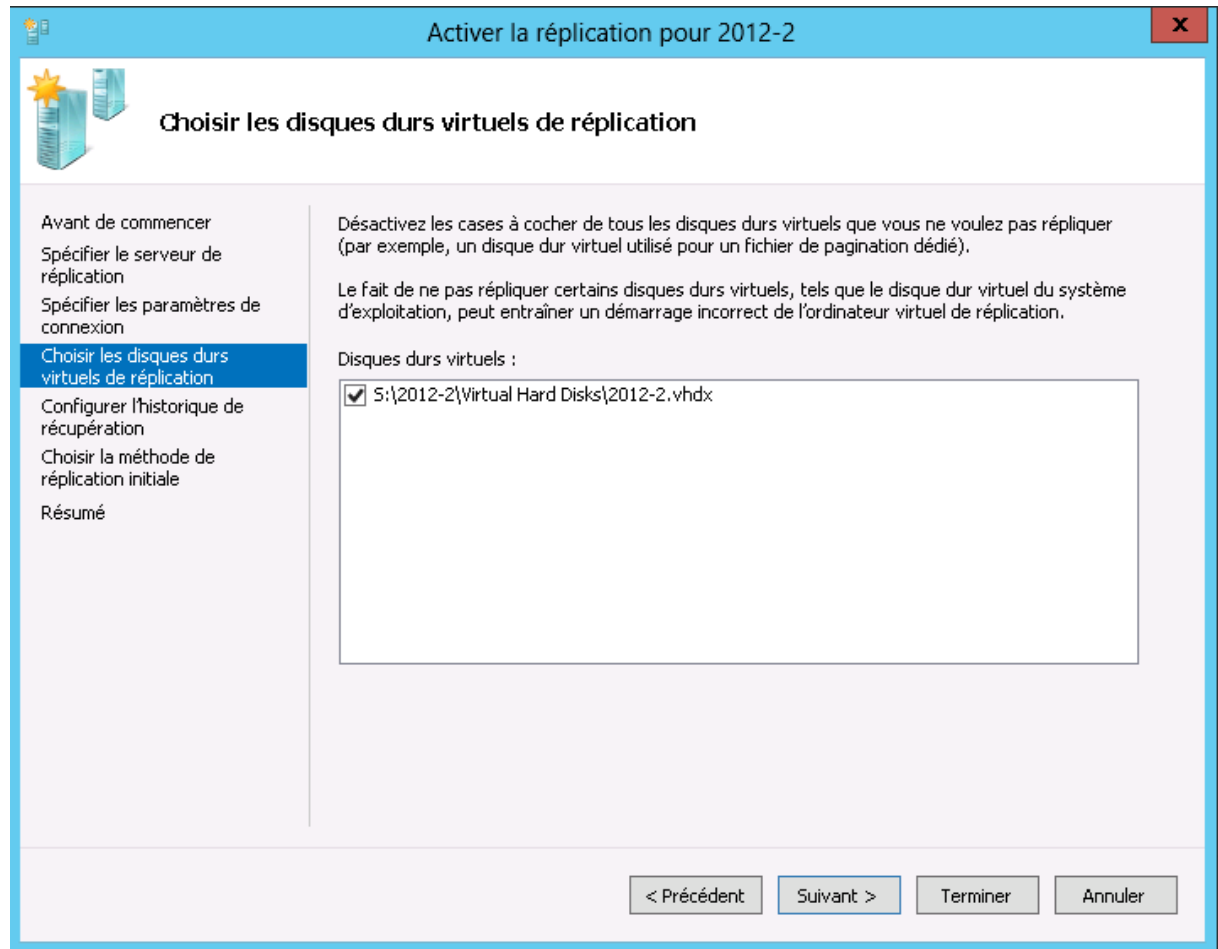 Activer la réplication pour 2012-2
x
Choisir les disques durs virtuels de réplication
Avant de commencer
Spécifier le serveur de
réplication
Spécifier les paramètres de
connexion
Choisir les disques durs
virtuels de réplication
Configurer l'historique de
récupération
Choisir la méthode de
réplication initiale
Résumé
Désactivez les cases à cocher de tous les disques durs virtuels que vous ne voulez pas répliquer
(par exemple, un disque dur virtuel utilisé pour un fichier de pagination dédié).
Le fait de ne pas répliquer certains disques durs virtuels, tels que le disque dur virtuel du système
d'exploitation, peut entraîner un démarrage incorrect de l'ordinateur virtuel de réplication.
Disques durs virtuels :
S:\2012-2\Virtual Hard Disks\2012-2.vhdx
< Précédent
Suivant >
Terminer
Annuler